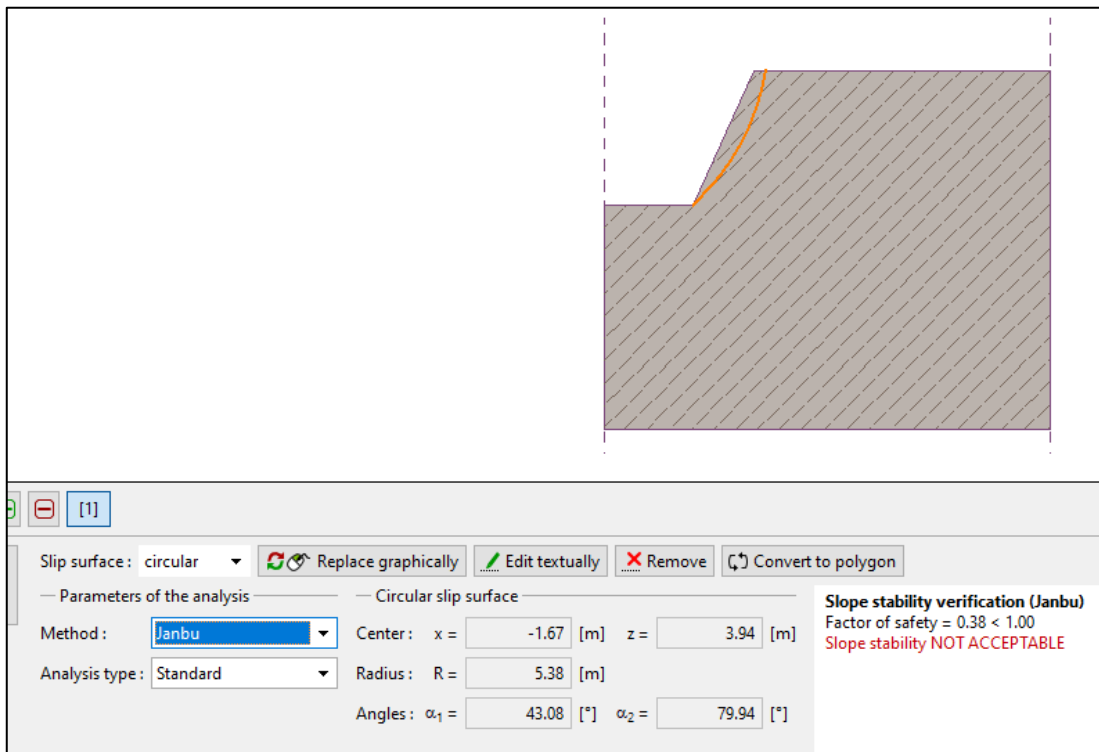 [1]
Slip surface : circular Replace graphically Edit textually Remove Convert to polygon
Parameters of the analysis Circular slip surface
Slope stability verification (Janbu)
Method : Janbu Center : x = -1.67 [m] z = 3.94 [m]
Factor of safety = 0.38 < 1.00
Slope stability NOT ACCEPTABLE
Analysis type : Standard Radius : R = 5.38 [m]
Angles : α1 = 43.08 [°] α2 = 79.94 [°]